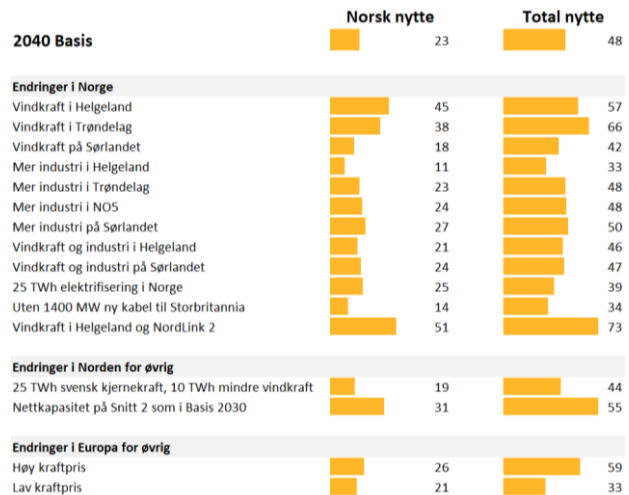 Norsk nytte Total nytte
2040 Basis 23 48
Endringer i Norge
Vindkraft i Helgeland 45 57
Vindkraft i Trøndelag 38 66
Vindkraft på Sørlandet 18 42
Mer industri i Helgeland 11 33
Mer industri i Trøndelag 23 48
Mer industri i NO5 24 48
Mer industri på Sørlandet 27 50
Vindkraft og industri i Helgeland 21 46
Vindkraft og industri på Sørlandet 24 47
25 TWh elektrifisering i Norge 25 39
Uten 1400 MW ny kabel til Storbritannia 14 34
Vindkraft i Helgeland og NordLink 2 51 73
Endringer i Norden for øvrig
25 TWh svensk kjernekraft, 10 TWh mindre vindkraft 19 44
Nettkapasitet på Snitt 2 som i Basis 2030 31 55
Endringer i Europa for øvrig
Høy kraftpris 26 59
Lav kraftpris 21 33